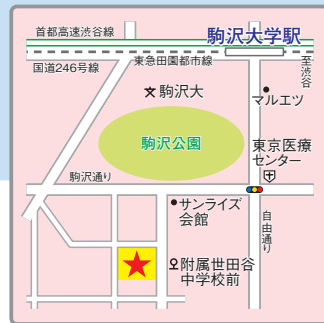 首都高速渋谷線
駒沢大学駅
東急田園都市線
国道246号線
至渋谷
駒沢大
マルエツ
駒沢公園
東京医療
センター
駒沢通り
サンライズ
会館
自由通り
附属世田谷
中学校前